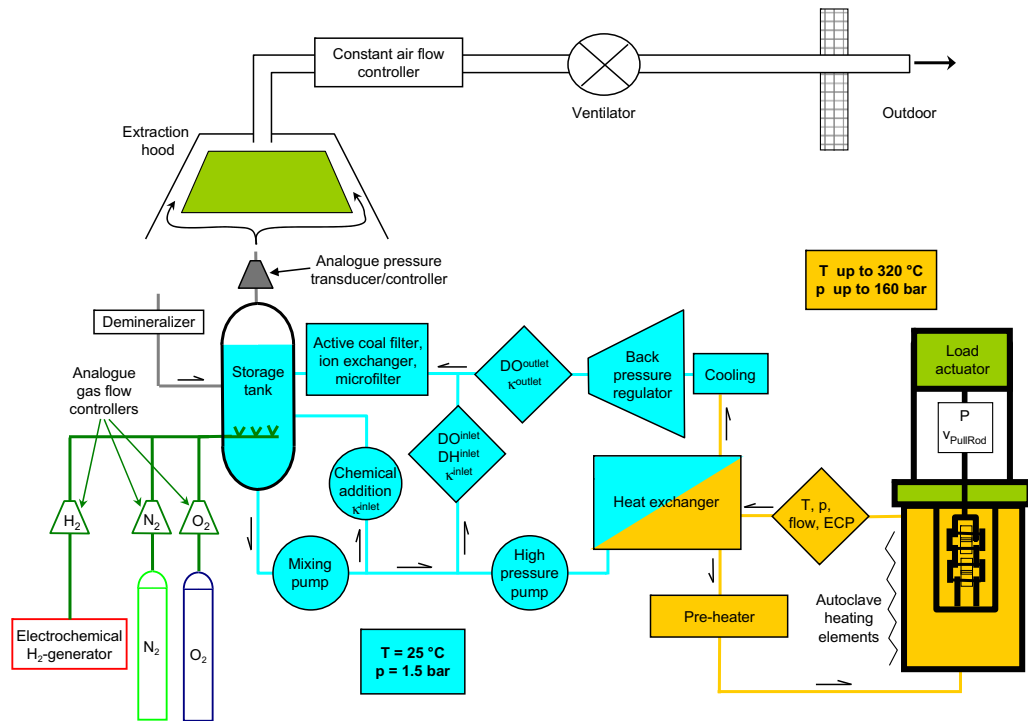 Constant air flow
controller
Ventilator
Outdoor
Extraction
hood
Analogue pressure
transducer/controller
T up to 320 °C
p up to 160 bar
Demineralizer
Analogue
gas flow
controllers
Storage
tank
Active coal filter,
ion exchanger,
microfilter
DOoutlet
κoutlet
Back
pressure
regulator
Cooling
Load
actuator
P
vPullRod
DOinlet
DHinlet
κinlet
Chemical
addition
κinlet
Heat exchanger
T, p,
flow, ECP
H2
N2
O2
Mixing
pump
High
pressure
pump
Pre-heater
Autoclave
heating
elements
Electrochemical
H2-generator
N2
O2
T = 25 °C
p = 1.5 bar